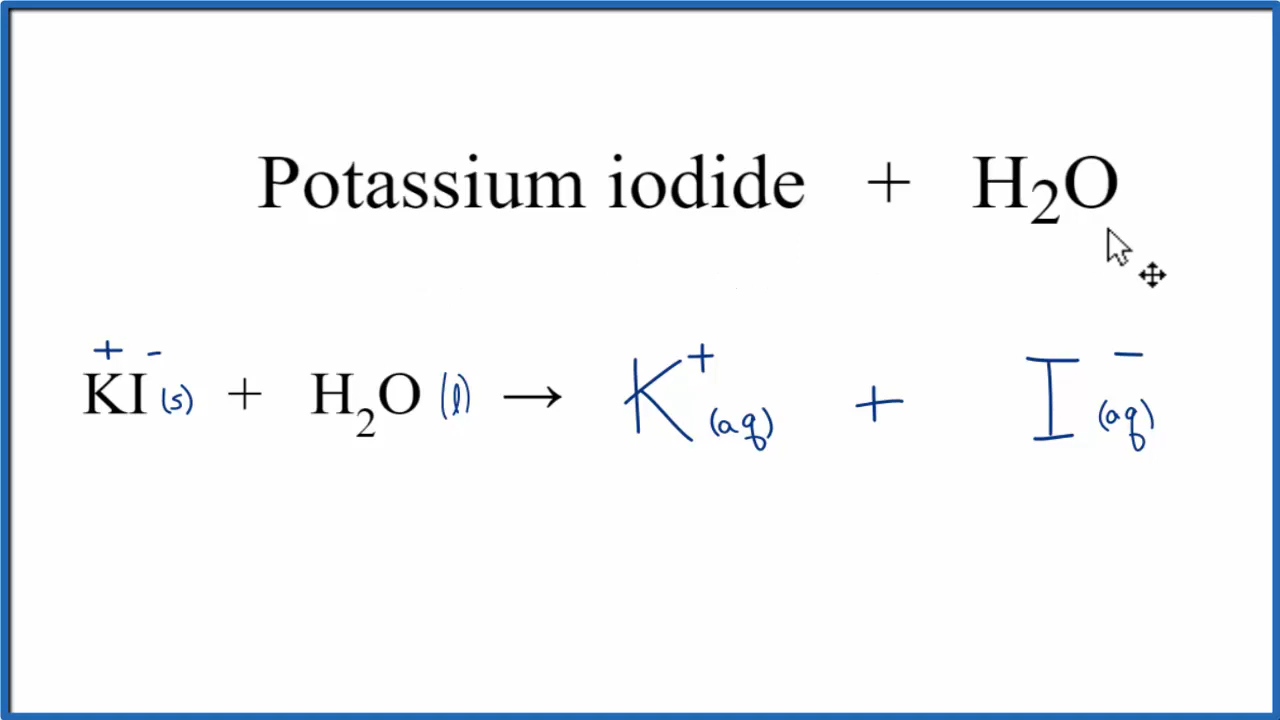 Potassium iodide + H₂O
+ -
KI (s) + H₂O (l) → K⁺ (aq) + I⁻ (aq)